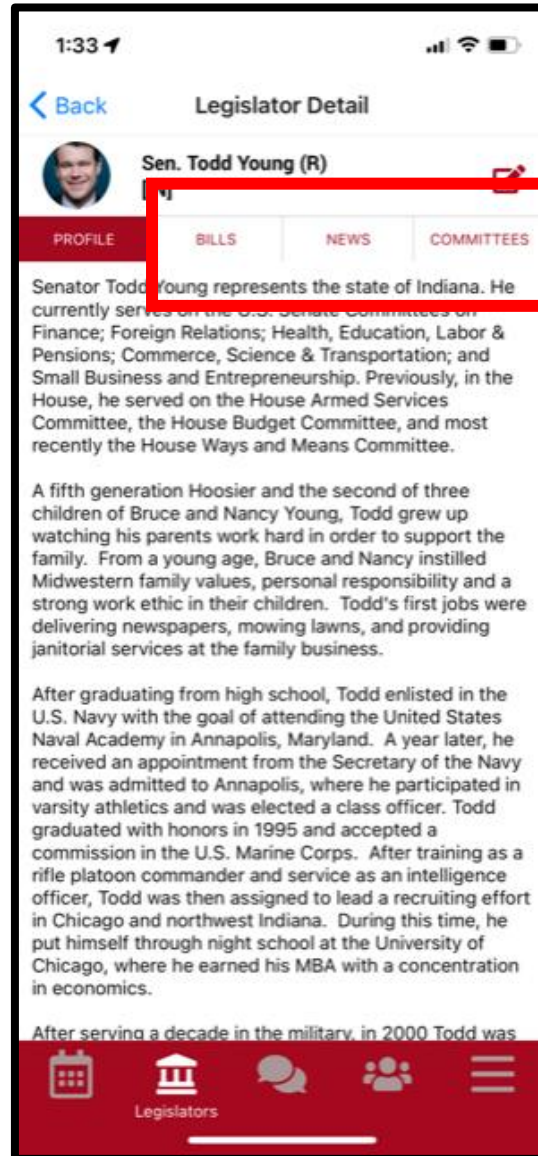 1:33
Back Legislator Detail
Sen. Todd Young (R)
PROFILE BILLS NEWS COMMITTEES
Senator Todd Young represents the state of Indiana. He
currently serves on the U.S. Senate Committees on
Finance; Foreign Relations; Health, Education, Labor &
Pensions; Commerce, Science & Transportation; and
Small Business and Entrepreneurship. Previously, in the
House, he served on the House Armed Services
Committee, the House Budget Committee, and most
recently the House Ways and Means Committee.
A fifth generation Hoosier and the second of three
children of Bruce and Nancy Young, Todd grew up
watching his parents work hard in order to support the
family. From a young age, Bruce and Nancy instilled
Midwestern family values, personal responsibility and a
strong work ethic in their children. Todd's first jobs were
delivering newspapers, mowing lawns, and providing
janitorial services at the family business.
After graduating from high school, Todd enlisted in the
U.S. Navy with the goal of attending the United States
Naval Academy in Annapolis, Maryland. A year later, he
received an appointment from the Secretary of the Navy
and was admitted to Annapolis, where he participated in
varsity athletics and was elected a class officer. Todd
graduated with honors in 1995 and accepted a
commission in the U.S. Marine Corps. After training as a
rifle platoon commander and service as an intelligence
officer, Todd was then assigned to lead a recruiting effort
in Chicago and northwest Indiana. During this time, he
put himself through night school at the University of
Chicago, where he earned his MBA with a concentration
in economics.
After serving a decade in the military, in 2000 Todd was
Legislators